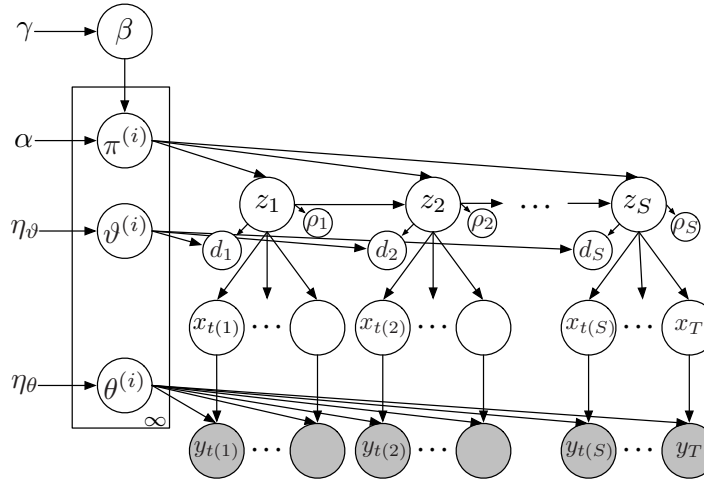 γ β
α π^(i)
z_1 z_2 ... z_S
ρ_1 ρ_2 ρ_S
η_ϑ ϑ^(i) d_1 d_2 d_S
x_t(1) ... x_t(2) ... x_t(S) ... x_T
η_θ θ^(i)
∞
y_t(1) ... y_t(2) ... y_t(S) ... y_T